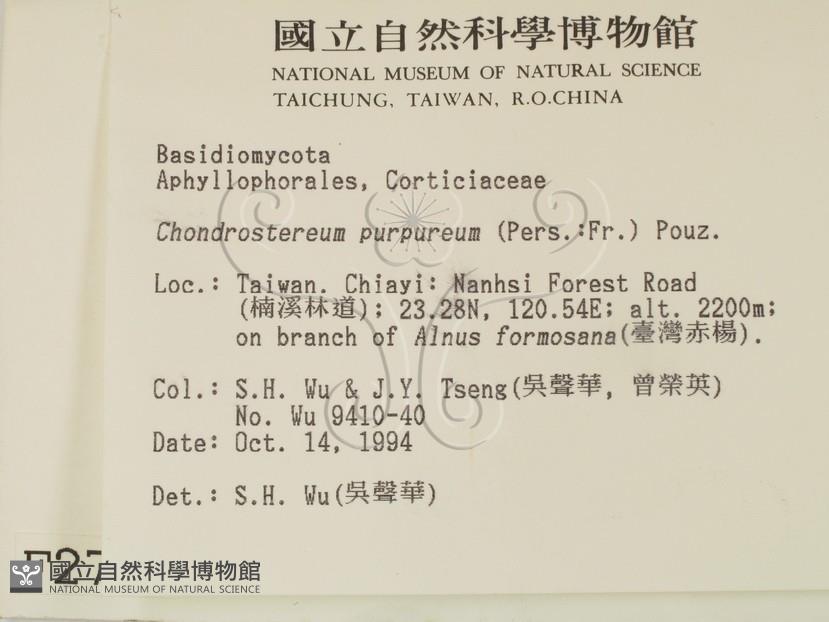 國立自然科學博物館
NATIONAL MUSEUM OF NATURAL SCIENCE
TAICHUNG, TAIWAN, R.O.CHINA
Basidiomycota
Aphyllophorales, Corticiaceae
Chondrostereum purpureum (Pers.:Fr.) Pouz.
Loc.: Taiwan. Chiayi: Nanhsi Forest Road
(楠溪林道); 23.28N, 120.54E; alt. 2200m;
on branch of Alnus formosana(臺灣赤楊).
Col.: S.H. Wu & J.Y. Tseng(吳聲華, 曾榮英)
No. Wu 9410-40
Date: Oct. 14, 1994
Det.: S.H. Wu(吳聲華)
國立自然科學博物館
NATIONAL MUSEUM OF NATURAL SCIENCE